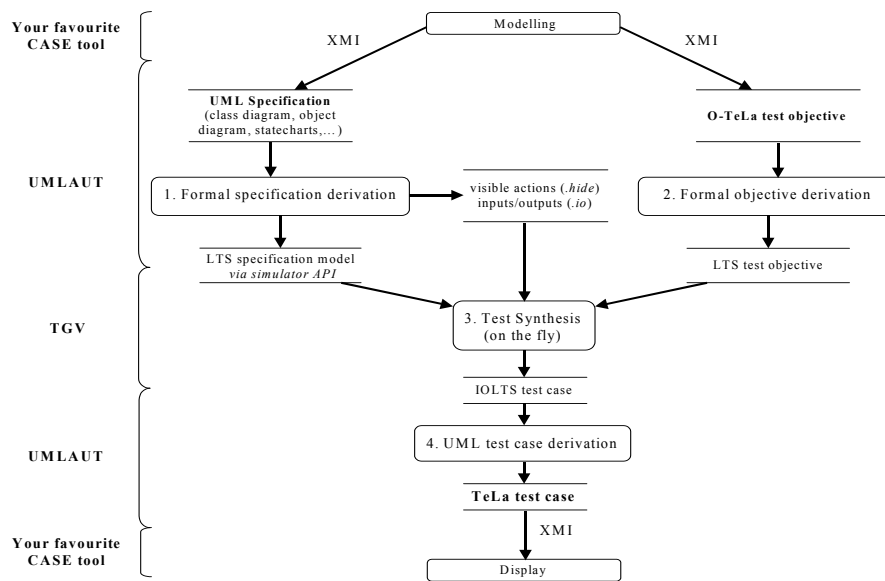 Your favourite
CASE tool
Modelling
XMI
XMI
UML Specification
(class diagram, object
diagram, statecharts,...)
O-TeLa test objective
UMLAUT
1. Formal specification derivation
visible actions (.hide)
inputs/outputs (.io)
2. Formal objective derivation
LTS specification model
via simulator API
LTS test objective
TGV
3. Test Synthesis
(on the fly)
IOLTS test case
UMLAUT
4. UML test case derivation
TeLa test case
XMI
Your favourite
CASE tool
Display